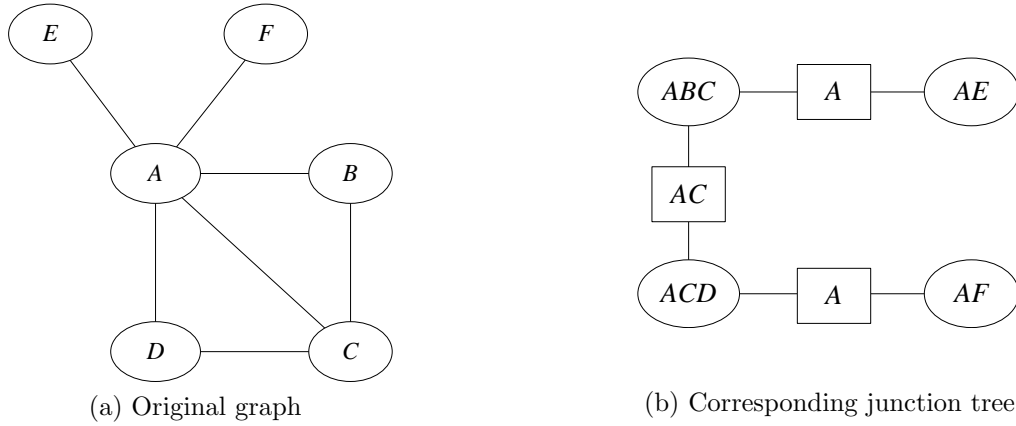 E
F
A
B
D
C
(a) Original graph
ABC
A
AE
AC
ACD
A
AF
(b) Corresponding junction tree